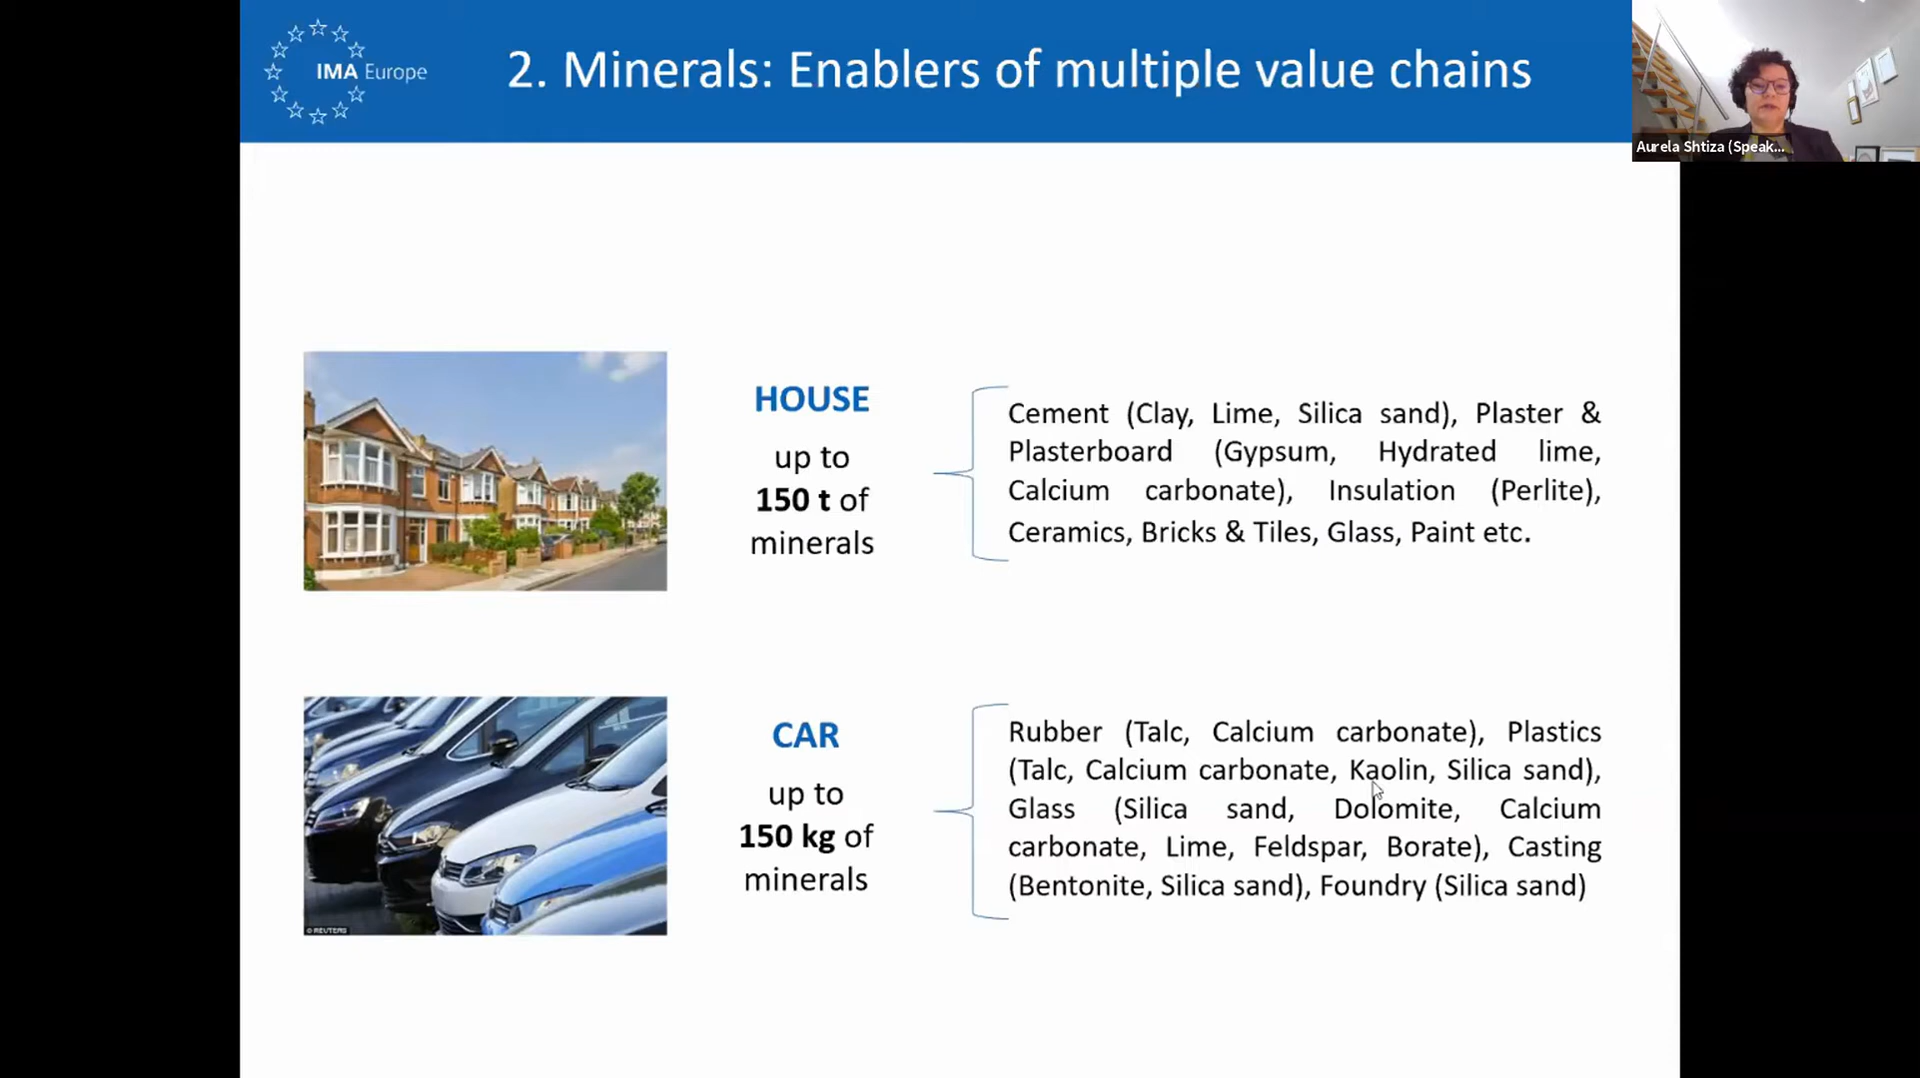 IMA Europe
2. Minerals: Enablers of multiple value chains
Aurela Shtiza (Speak...
HOUSE
up to
150 t of
minerals
Cement (Clay, Lime, Silica sand), Plaster &
Plasterboard (Gypsum, Hydrated lime,
Calcium carbonate), Insulation (Perlite),
Ceramics, Bricks & Tiles, Glass, Paint etc.
CAR
up to
150 kg of
minerals
Rubber (Talc, Calcium carbonate), Plastics
(Talc, Calcium carbonate, Kaolin, Silica sand),
Glass (Silica sand, Dolomite, Calcium
carbonate, Lime, Feldspar, Borate), Casting
(Bentonite, Silica sand), Foundry (Silica sand)
© REUTERS